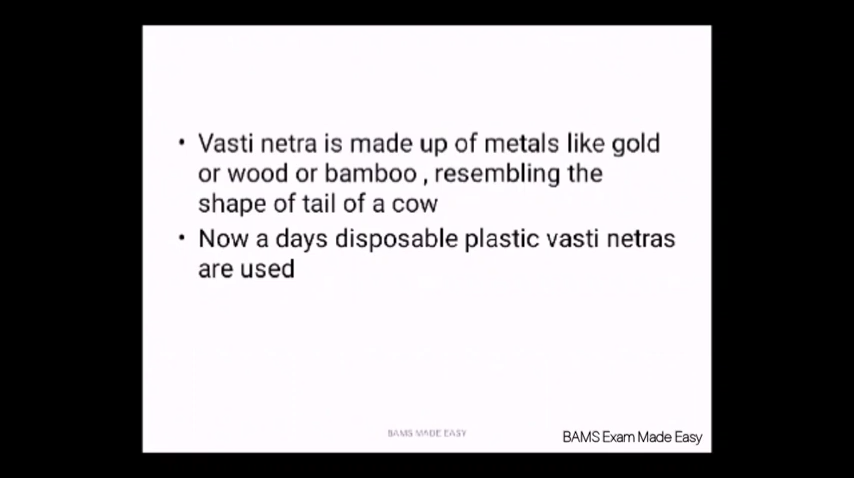 • Vasti netra is made up of metals like gold
or wood or bamboo , resembling the
shape of tail of a cow
• Now a days disposable plastic vasti netras
are used
BAMS MADE EASY
BAMS Exam Made Easy